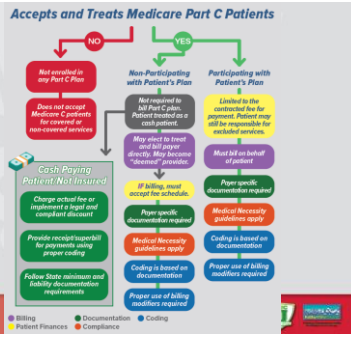 Accepts and Treats Medicare Part C Patients
NO
YES
Not enrolled in
any Part C Plan
Does not accept
Medicare C patients
for covered or
non-covered services
Non-Participating
with Patient's Plan
Not required to
bill Part C plan.
Patient treated as a
cash patient.
May elect to treat
and bill payer
directly. May become
"deemed" provider.
IF billing, must
accept fee schedule.
Payer specific
documentation required
Medical Necessity
guidelines apply
Coding is based on
documentation
Proper use of billing
modifiers required
Participating with
Patient's Plan
Limited to the
contracted fee for
payment. Patient may
still be responsible for
excluded services.
Must bill on behalf
of patient
Payer specific
documentation required
Medical Necessity
guidelines apply
Coding is based on
documentation
Proper use of billing
modifiers required
Cash Paying
Patient Not Insured
Charge actual fee or
implement a legal and
compliant discount
Provide receipt/superbill
for payments using
proper coding
Follow State minimum and
liability documentation
requirements
Billing
Documentation
Coding
Patient Finances
Compliance